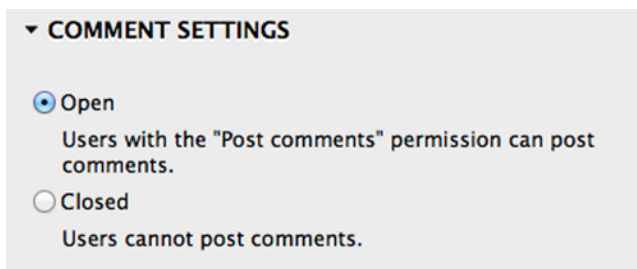 COMMENT SETTINGS
Open
Users with the "Post comments" permission can post
comments.
Closed
Users cannot post comments.